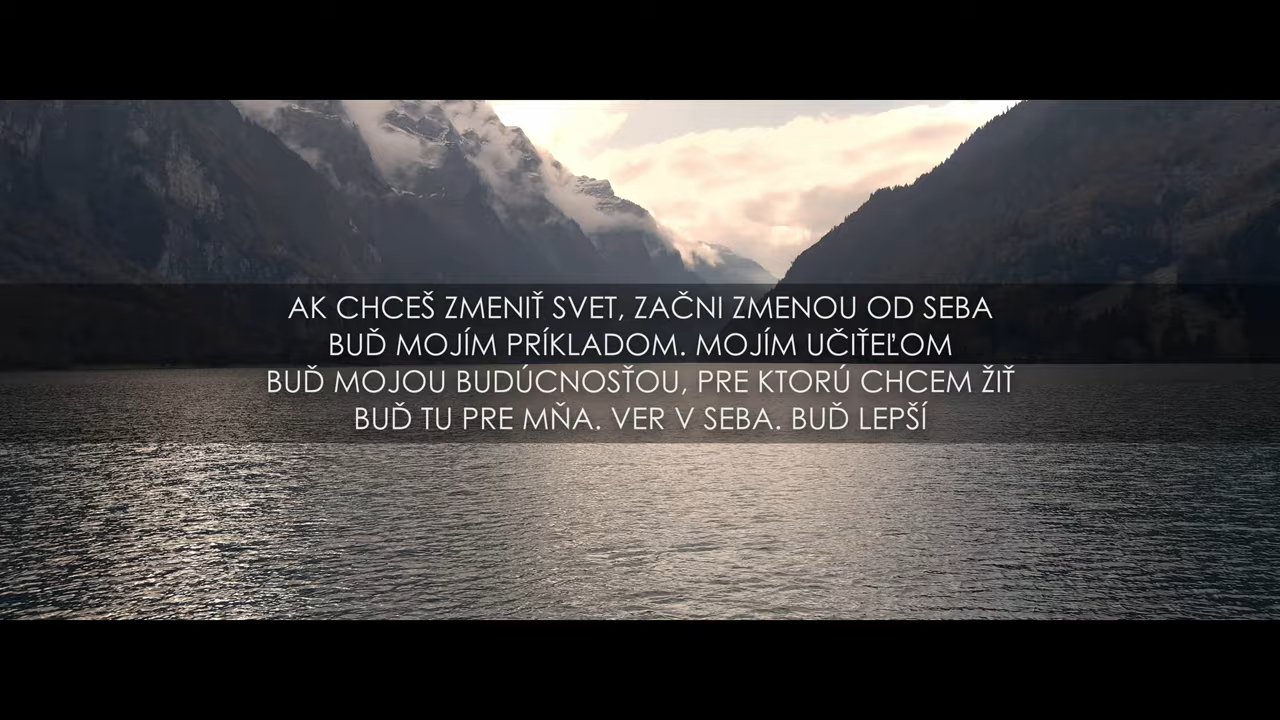 AK CHCEŠ ZMENIŤ SVET, ZAČNI ZMENOU OD SEBA
BUĎ MOJÍM PRÍKLADOM. MOJÍM UČIŤEĽOM
BUĎ MOJOU BUDÚCNOSŤOU, PRE KTORÚ CHCEM ŽIŤ
BUĎ TU PRE MŇA. VER V SEBA. BUĎ LEPŠÍ